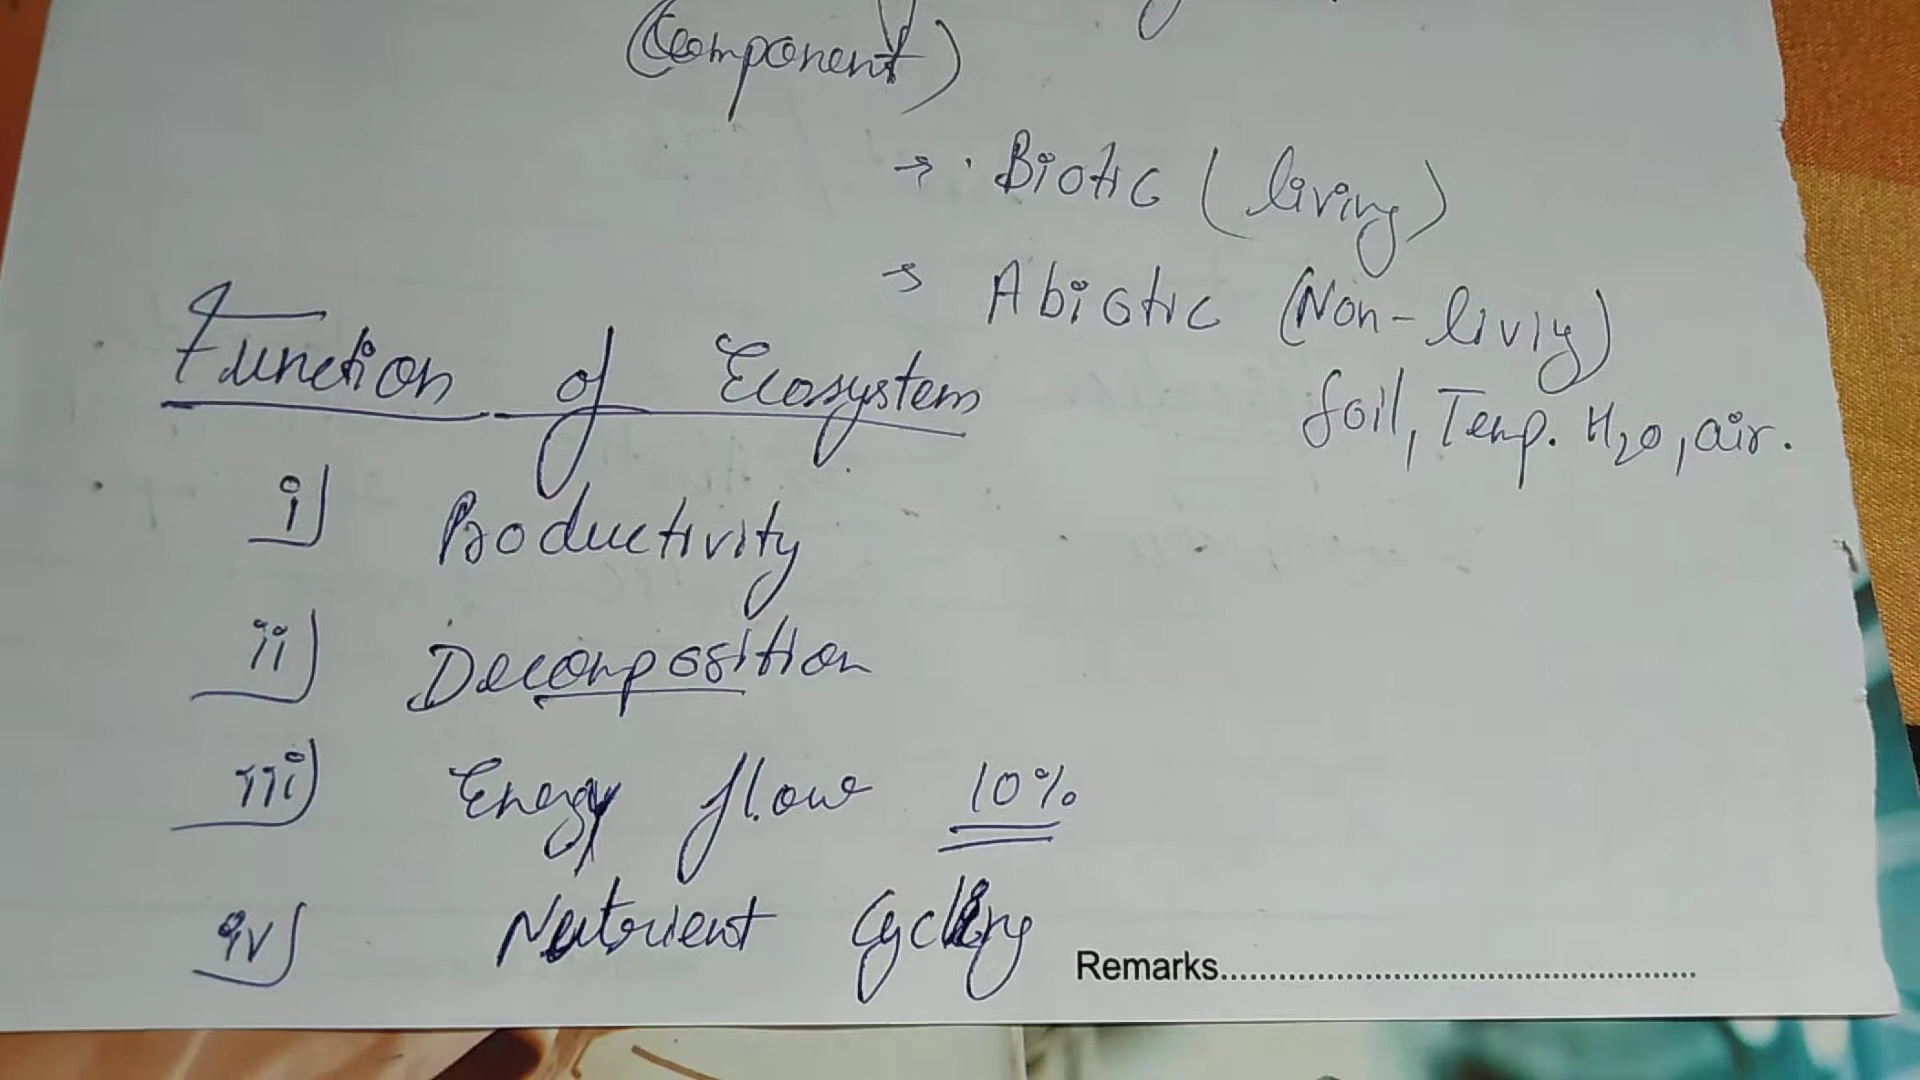 (Component)
→ Biotic (living)
→ Abiotic (Non-livig)
Soil, Temp. H₂O, air.
Function of Ecosystem
i) Productivity
ii) Decomposition
iii) Energy flow 10%
iv) Nutrient Cycling
Remarks........................................................